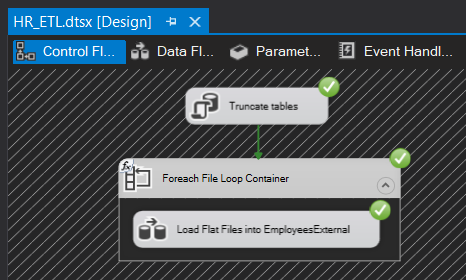 HR_ETL.dtsx [Design]
Control Fl... Data Fl... Paramet... Event Handl...
Truncate tables
fx
Foreach File Loop Container
Load Flat Files into EmployeesExternal